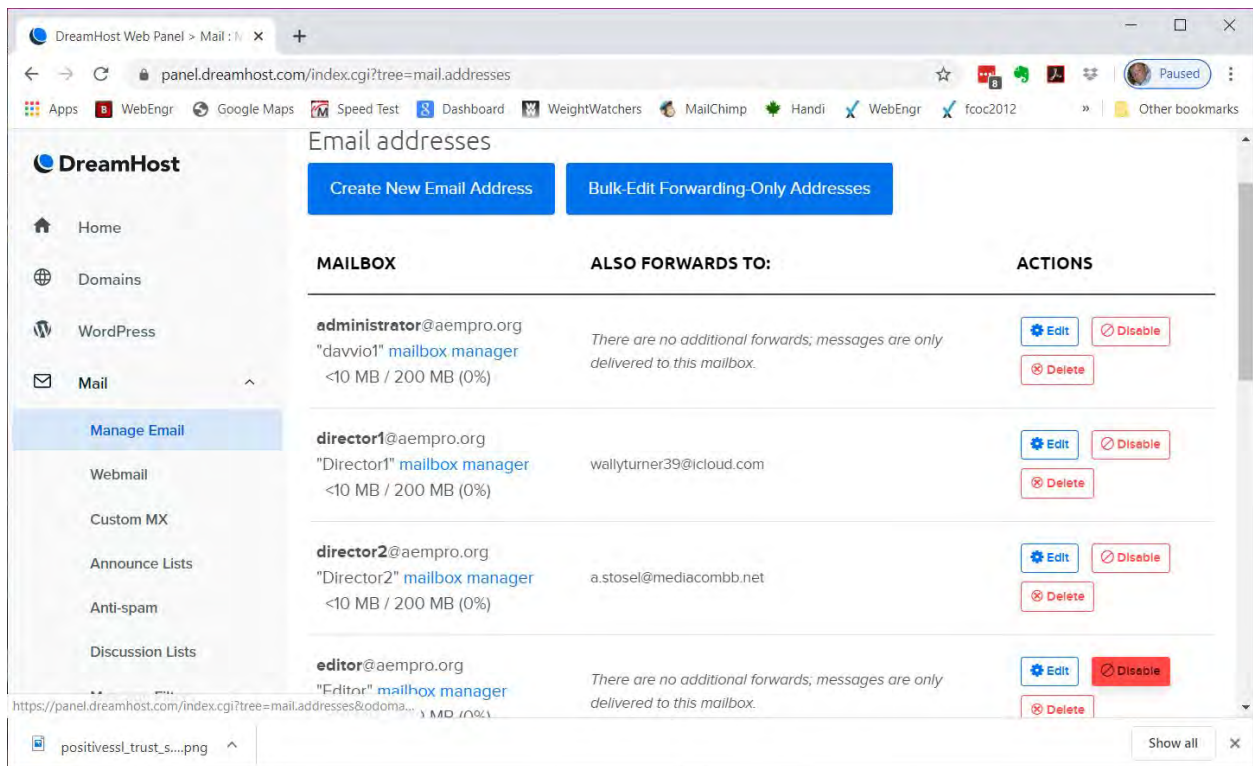 DreamHost Web Panel > Mail : M
panel.dreamhost.com/index.cgi?tree=mail.addresses
8
Paused
Apps WebEngr Google Maps Speed Test Dashboard WeightWatchers MailChimp Handi WebEngr fcoc2012 » Other bookmarks
DreamHost
Home
Domains
WordPress
Mail
Manage Email
Webmail
Custom MX
Announce Lists
Anti-spam
Discussion Lists
Email addresses
Create New Email Address Bulk-Edit Forwarding-Only Addresses
MAILBOX ALSO FORWARDS TO: ACTIONS
administrator@aempro.org
"davvio1" mailbox manager
<10 MB / 200 MB (0%)
There are no additional forwards; messages are only
delivered to this mailbox.
Edit Disable
Delete
director1@aempro.org
"Director1" mailbox manager
<10 MB / 200 MB (0%)
wallyturner39@icloud.com
Edit Disable
Delete
director2@aempro.org
"Director2" mailbox manager
<10 MB / 200 MB (0%)
a.stosel@mediacombb.net
Edit Disable
Delete
editor@aempro.org
"Editor" mailbox manager
MB (0%)
There are no additional forwards; messages are only
delivered to this mailbox.
Edit Disable
Delete
https://panel.dreamhost.com/index.cgi?tree=mail.addresses&odoma...
positivessl_trust_s....png
Show all